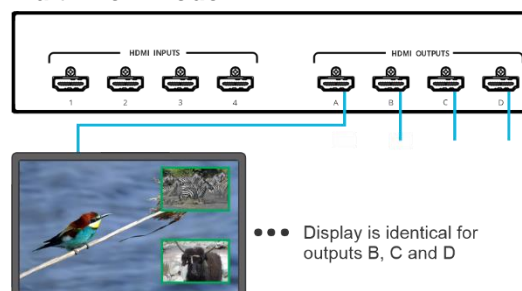 HDMI INPUTS
HDMI OUTPUTS
1 2 3 4 A B C D
Display is identical for
outputs B, C and D